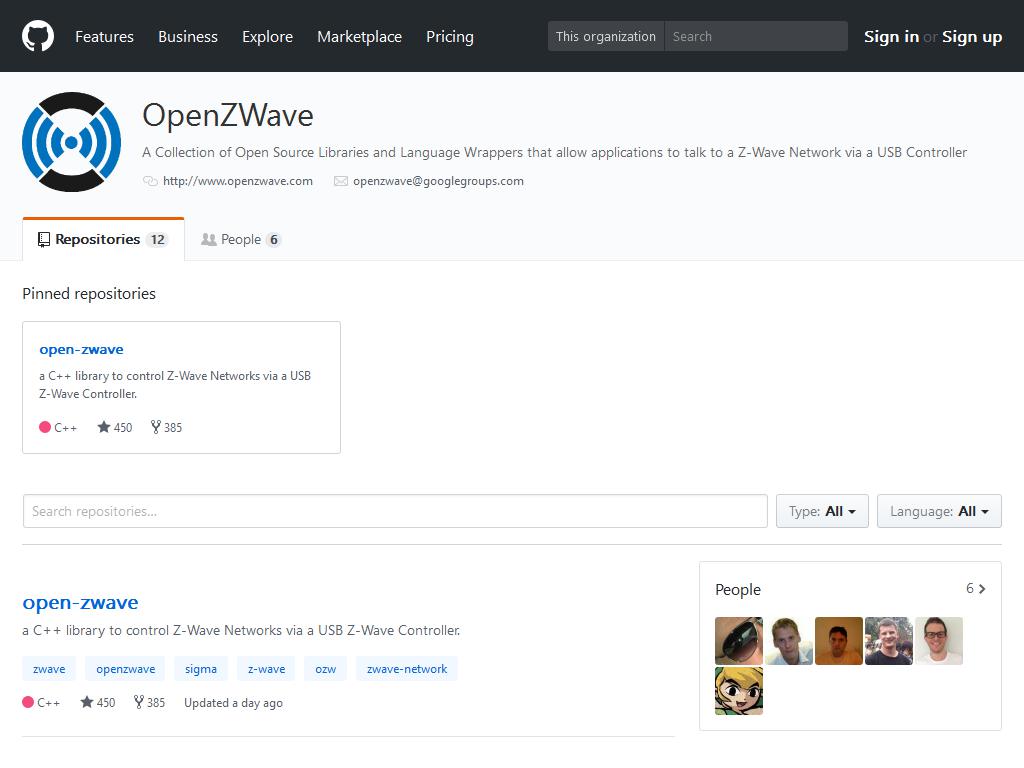 Features Business Explore Marketplace Pricing This organization Search Sign in or Sign up
OpenZWave
A Collection of Open Source Libraries and Language Wrappers that allow applications to talk to a Z-Wave Network via a USB Controller
http://www.openzwave.com openzwave@googlegroups.com
Repositories 12 People 6
Pinned repositories
open-zwave
a C++ library to control Z-Wave Networks via a USB
Z-Wave Controller.
C++ 450 385
Search repositories... Type: All Language: All
People 6
open-zwave
a C++ library to control Z-Wave Networks via a USB Z-Wave Controller.
zwave openzwave sigma z-wave ozw zwave-network
C++ 450 385 Updated a day ago